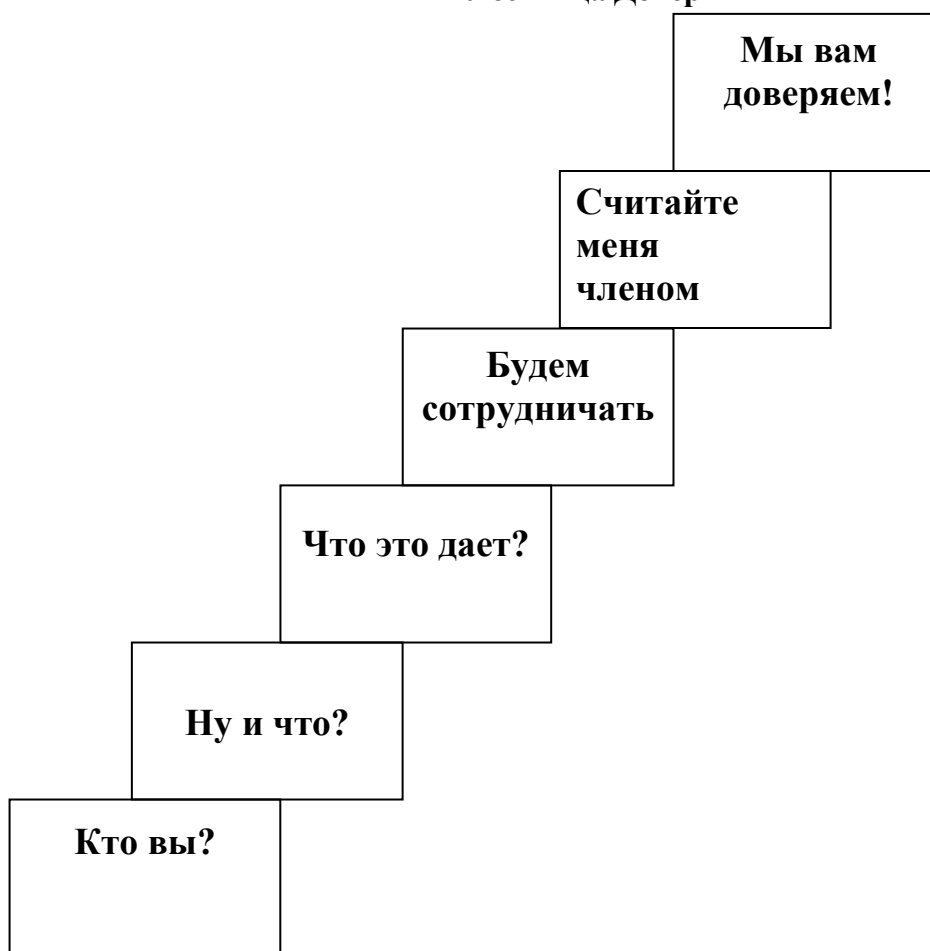 Мы вам
доверяем!
Считайте
меня
членом
Будем
сотрудничать
Что это дает?
Ну и что?
Кто вы?